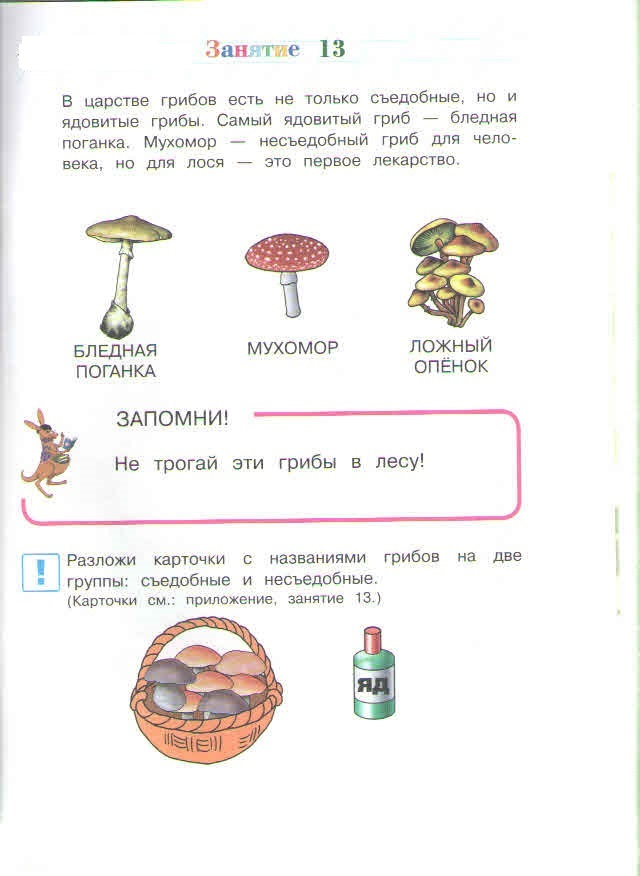 Занятие 13
В царстве грибов есть не только съедобные, но и
ядовитые грибы. Самый ядовитый гриб — бледная
поганка. Мухомор — несъедобный гриб для чело-
века, но для лося — это первое лекарство.
БЛЕДНАЯ
ПОГАНКА
МУХОМОР
ЛОЖНЫЙ
ОПЁНОК
ЗАПОМНИ!
Не трогай эти грибы в лесу!
! Разложи карточки с названиями грибов на две
группы: съедобные и несъедобные.
(Карточки см.: приложение, занятие 13.)
ЯД